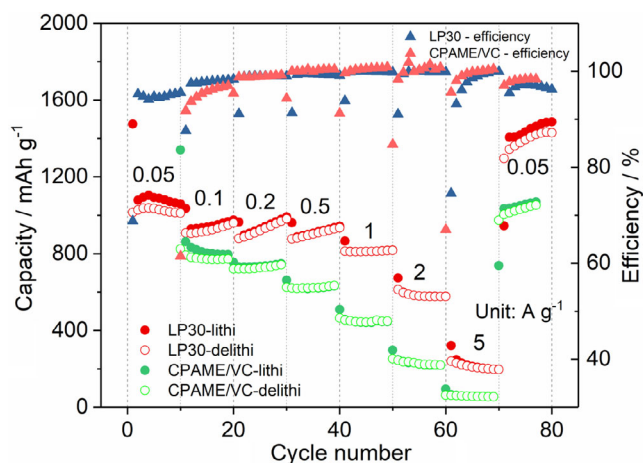 2000
1600
1200
800
400
0
Capacity / mAh g⁻¹
LP30 - efficiency
CPAME/VC - efficiency
0.05
0.1
0.2
0.5
1
2
5
0.05
Unit: A g⁻¹
LP30-lithi
LP30-delithi
CPAME/VC-lithi
CPAME/VC-delithi
100
80
60
40
Efficiency / %
0 20 40 60 80
Cycle number